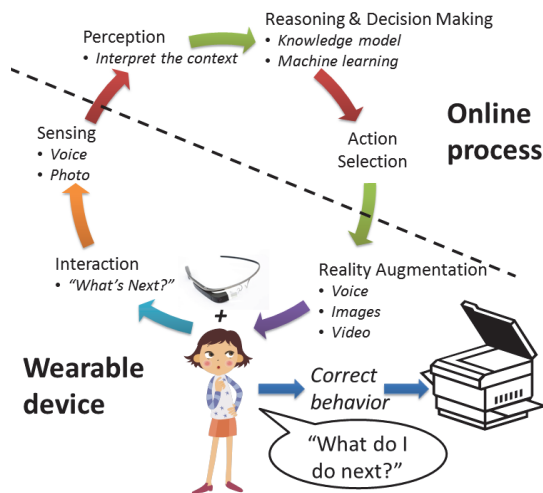 Reasoning & Decision Making
• Knowledge model
• Machine learning
Perception
• Interpret the context
Sensing
• Voice
• Photo
Action
Selection
Online
process
Interaction
• “What’s Next?”
Reality Augmentation
• Voice
• Images
• Video
+
Wearable
device
Correct
behavior
“What do I
do next?”